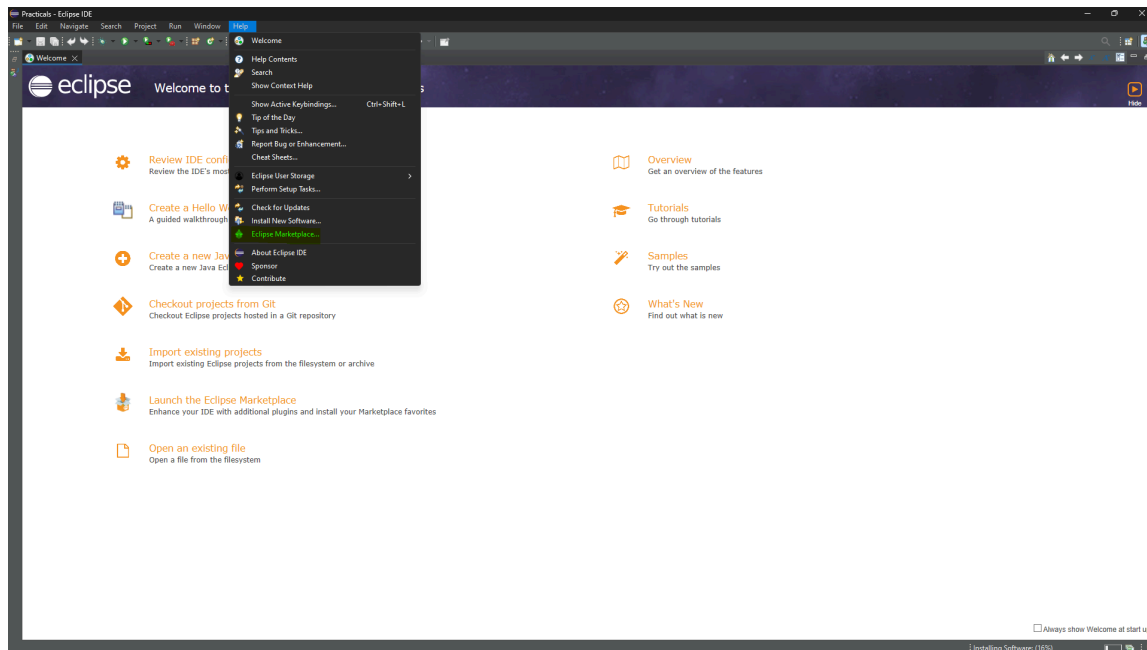 Practicals - Eclipse IDE
File Edit Navigate Search Project Run Window Help
Welcome
eclipse
Welcome to t
s
Hide
Welcome
Help Contents
Search
Show Context Help
Show Active Keybindings... Ctrl+Shift+L
Tip of the Day
Tips and Tricks...
Report Bug or Enhancement...
Cheat Sheets...
Eclipse User Storage
Perform Setup Tasks...
Check for Updates
Install New Software...
Eclipse Marketplace...
About Eclipse IDE
Sponsor
Contribute
Review IDE confi
Review the IDE's mos
Create a Hello W
A guided walkthrough
Create a new Jav
Create a new Java Ecl
Checkout projects from Git
Checkout Eclipse projects hosted in a Git repository
Import existing projects
Import existing Eclipse projects from the filesystem or archive
Launch the Eclipse Marketplace
Enhance your IDE with additional plugins and install your Marketplace favorites
Open an existing file
Open a file from the filesystem
Overview
Get an overview of the features
Tutorials
Go through tutorials
Samples
Try out the samples
What's New
Find out what is new
Always show Welcome at start u
Installing Software: (16%)